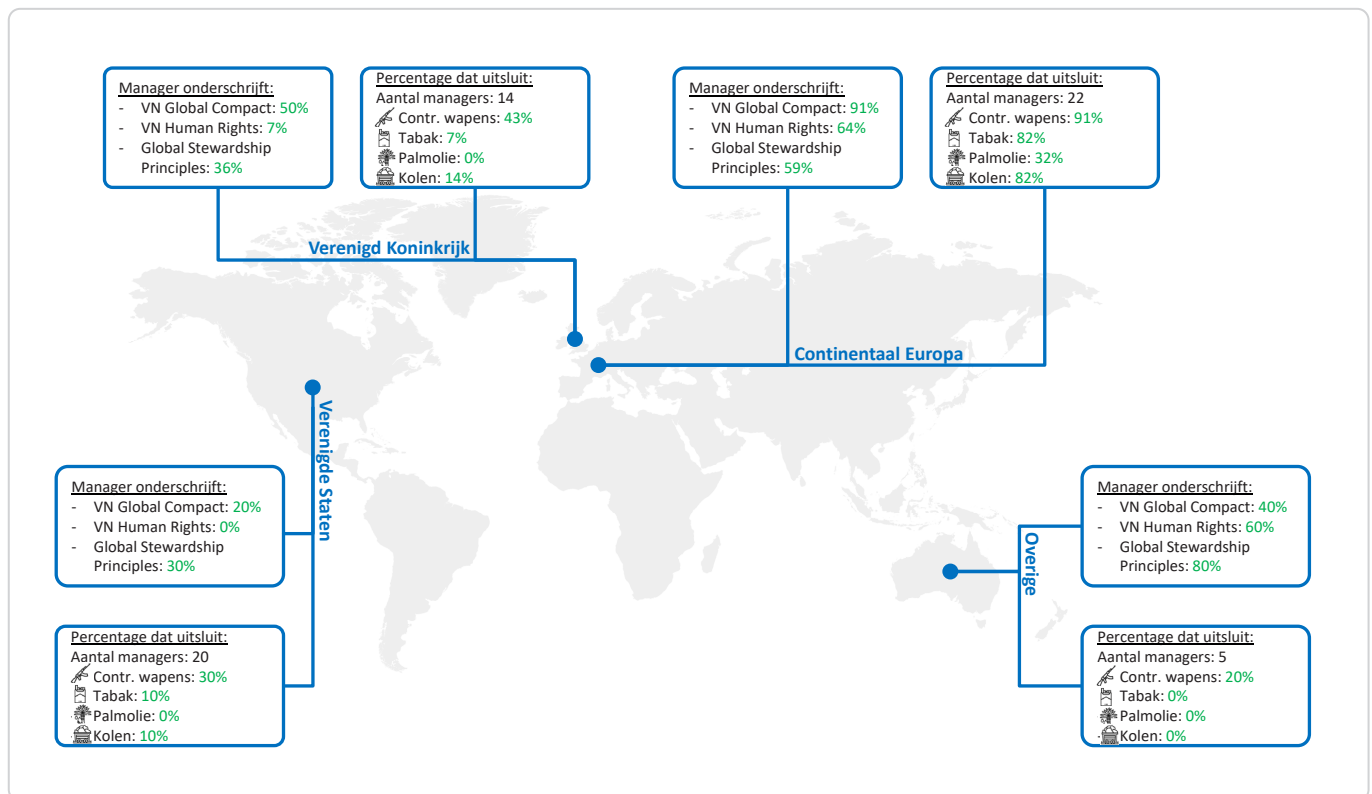 Manager onderschrijft:
- VN Global Compact: 50%
- VN Human Rights: 7%
- Global Stewardship
Principles: 36%
Percentage dat uitsluit:
Aantal managers: 14
Contr. wapens: 43%
Tabak: 7%
Palmolie: 0%
Kolen: 14%
Manager onderschrijft:
- VN Global Compact: 91%
- VN Human Rights: 64%
- Global Stewardship
Principles: 59%
Percentage dat uitsluit:
Aantal managers: 22
Contr. wapens: 91%
Tabak: 82%
Palmolie: 32%
Kolen: 82%
Verenigd Koninkrijk
Continentaal Europa
Verenigde Staten
Manager onderschrijft:
- VN Global Compact: 20%
- VN Human Rights: 0%
- Global Stewardship
Principles: 30%
Percentage dat uitsluit:
Aantal managers: 20
Contr. wapens: 30%
Tabak: 10%
Palmolie: 0%
Kolen: 10%
Overige
Manager onderschrijft:
- VN Global Compact: 40%
- VN Human Rights: 60%
- Global Stewardship
Principles: 80%
Percentage dat uitsluit:
Aantal managers: 5
Contr. wapens: 20%
Tabak: 0%
Palmolie: 0%
Kolen: 0%